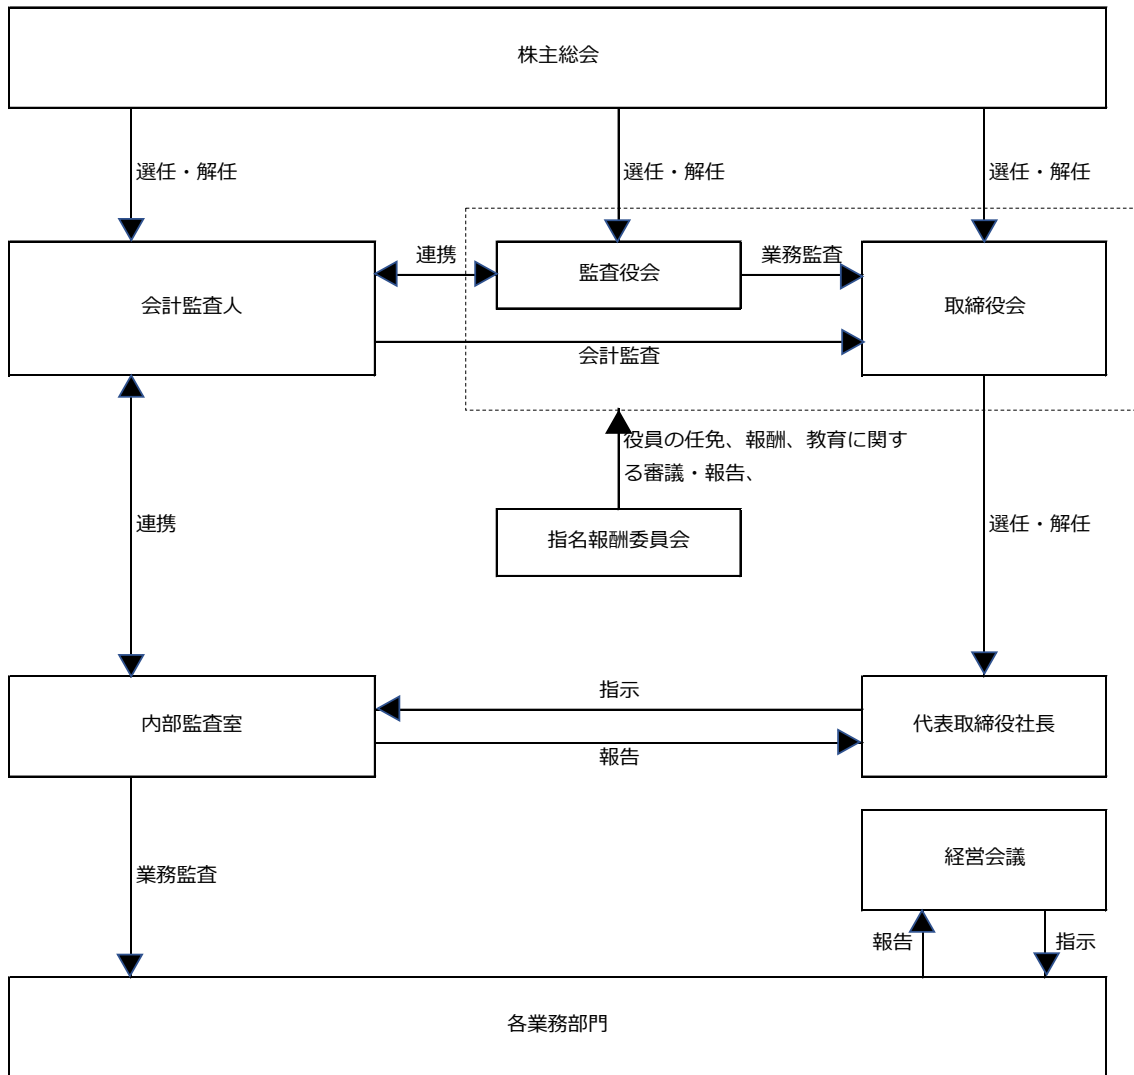 株主総会
選任・解任
選任・解任
選任・解任
連携
監査役会
業務監査
会計監査人
取締役会
会計監査
役員の任免、報酬、教育に関す
る審議・報告、
連携
指名報酬委員会
選任・解任
指示
内部監査室
代表取締役社長
報告
業務監査
経営会議
報告
指示
各業務部門